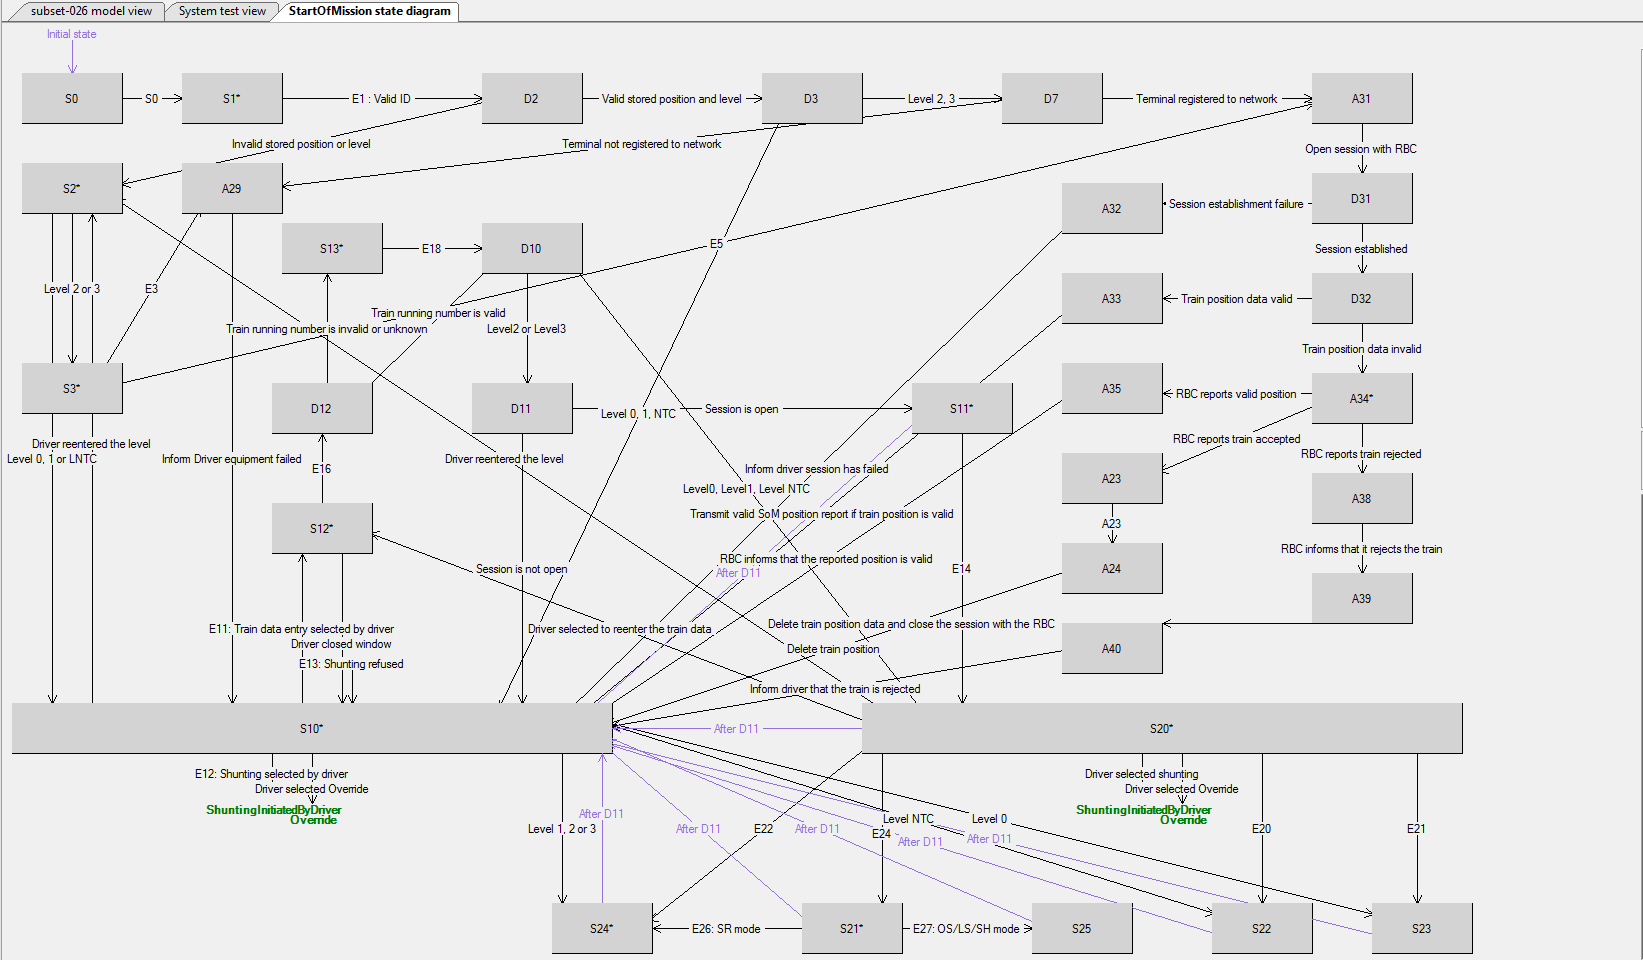 subset-026 model view
System test view
StartOfMission state diagram
Initial state
S0
S0
S1*
E1 : Valid ID
D2
Valid stored position and level
D3
Level 2, 3
D7
Terminal registered to network
A31
Invalid stored position or level
Terminal not registered to network
Open session with RBC
S2*
A29
A32
Session establishment failure
D31
S13*
E18
D10
E5
Session established
Level 2 or 3
E3
A33
Train position data valid
D32
Train running number is valid
Train running number is invalid or unknown
Level2 or Level3
Train position data invalid
S3*
D12
D11
Level 0, 1, NTC
Session is open
S11*
A35
RBC reports valid position
A34*
Driver reentered the level
Level 0, 1 or LNTC
Inform Driver equipment failed
E16
Driver reentered the level
Inform driver session has failed
Level0, Level1, Level NTC
RBC reports train accepted
RBC reports train rejected
A23
A38
Transmit valid SoM position report if train position is valid
A23
S12*
RBC informs that the reported position is valid
RBC informs that it rejects the train
Session is not open
After D11
E14
A24
A39
E11: Train data entry selected by driver
Driver closed window
E13: Shunting refused
Driver selected to reenter the train data
Delete train position data and close the session with the RBC
Delete train position
A40
Inform driver that the train is rejected
S10*
After D11
S20*
E12: Shunting selected by driver
Driver selected Override
ShuntingInitiatedByDriver
Override
Driver selected shunting
Driver selected Override
ShuntingInitiatedByDriver
Override
After D11
Level 1, 2 or 3
After D11
E22
After D11
Level NTC
E24
After D11
Level 0
After D11
E20
E21
S24*
E26: SR mode
S21*
E27: OS/LS/SH mode
S25
S22
S23